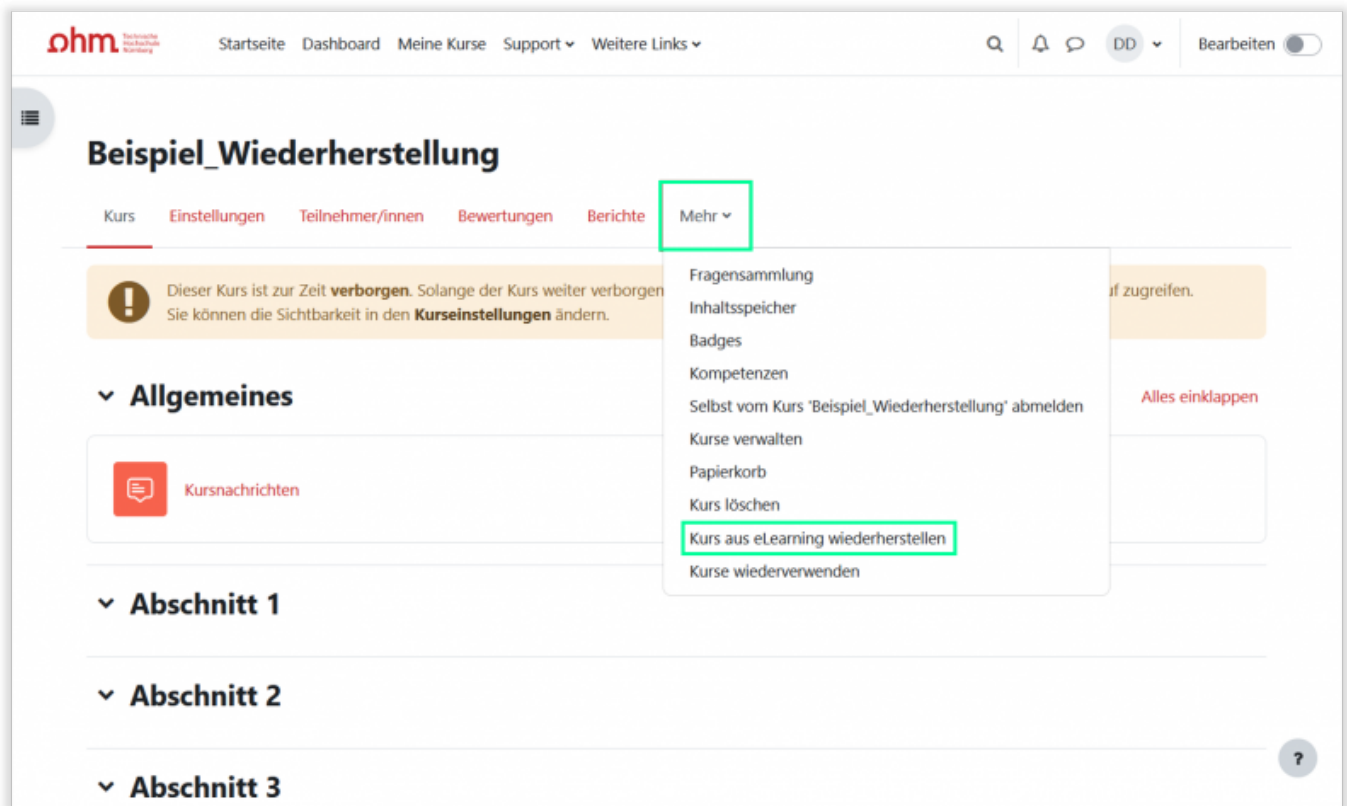 ohm Technische Hochschule Nürnberg Startseite Dashboard Meine Kurse Support Weitere Links DD Bearbeiten
Beispiel_Wiederherstellung
Kurs Einstellungen Teilnehmer/innen Bewertungen Berichte Mehr
Dieser Kurs ist zur Zeit verborgen. Solange der Kurs weiter verborgen
uf zugreifen.
Sie können die Sichtbarkeit in den Kurseinstellungen ändern.
Fragensammlung
Inhaltsspeicher
Badges
Kompetenzen
Selbst vom Kurs 'Beispiel_Wiederherstellung' abmelden
Kurse verwalten
Papierkorb
Kurs löschen
Kurs aus eLearning wiederherstellen
Kurse wiederverwenden
Allgemeines
Alles einklappen
Kursnachrichten
Abschnitt 1
Abschnitt 2
?
Abschnitt 3